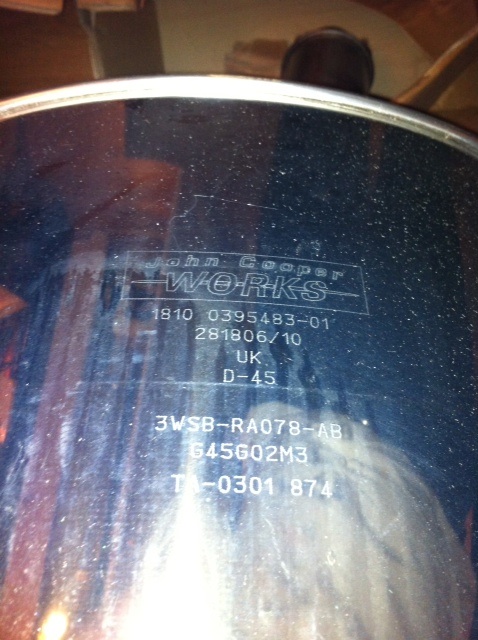 John Cooper
WORKS
1810 0395483-01
281806/10
UK
D-45
3WSB-RA078-AB
G45G02M3
TA-0301 874